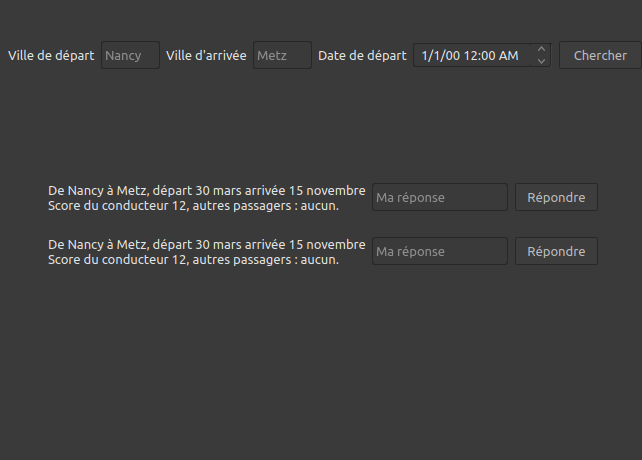 Ville de départ Nancy Ville d'arrivée Metz Date de départ 1/1/00 12:00 AM Chercher
De Nancy à Metz, départ 30 mars arrivée 15 novembre
Score du conducteur 12, autres passagers : aucun.
Ma réponse Répondre
De Nancy à Metz, départ 30 mars arrivée 15 novembre
Score du conducteur 12, autres passagers : aucun.
Ma réponse Répondre